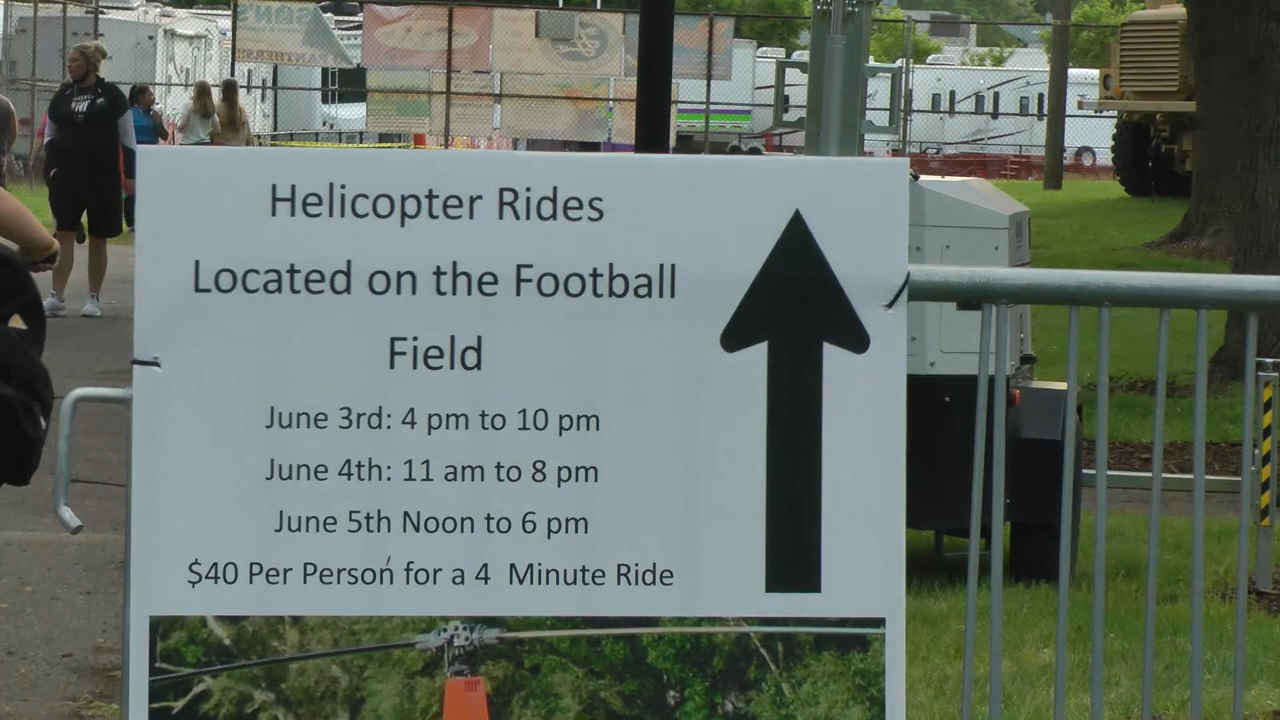 Helicopter Rides
Located on the Football
Field
June 3rd: 4 pm to 10 pm
June 4th: 11 am to 8 pm
June 5th Noon to 6 pm
$40 Per Person for a 4 Minute Ride